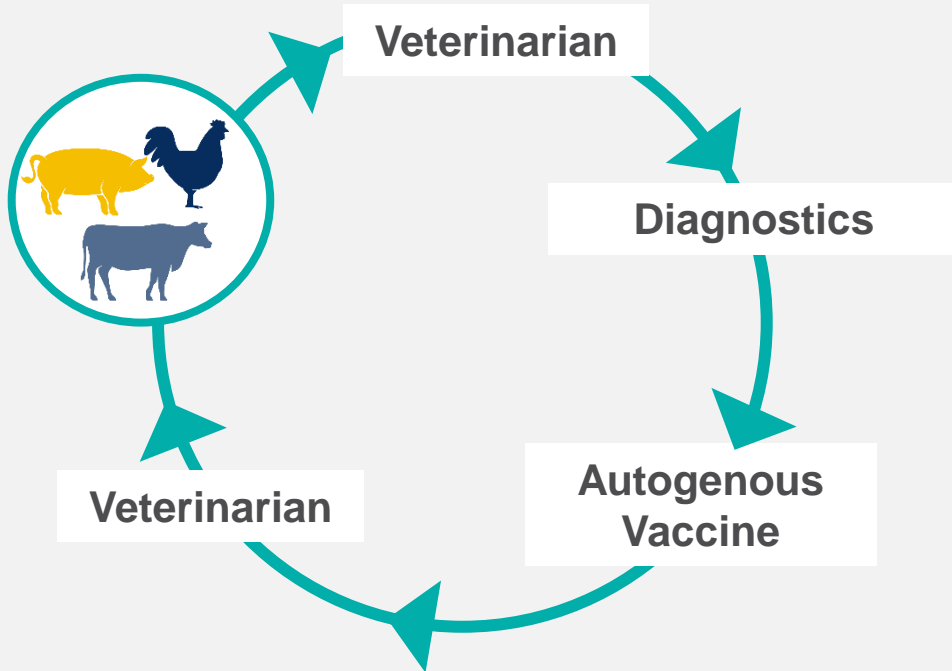 Veterinarian
Diagnostics
Autogenous
Vaccine
Veterinarian